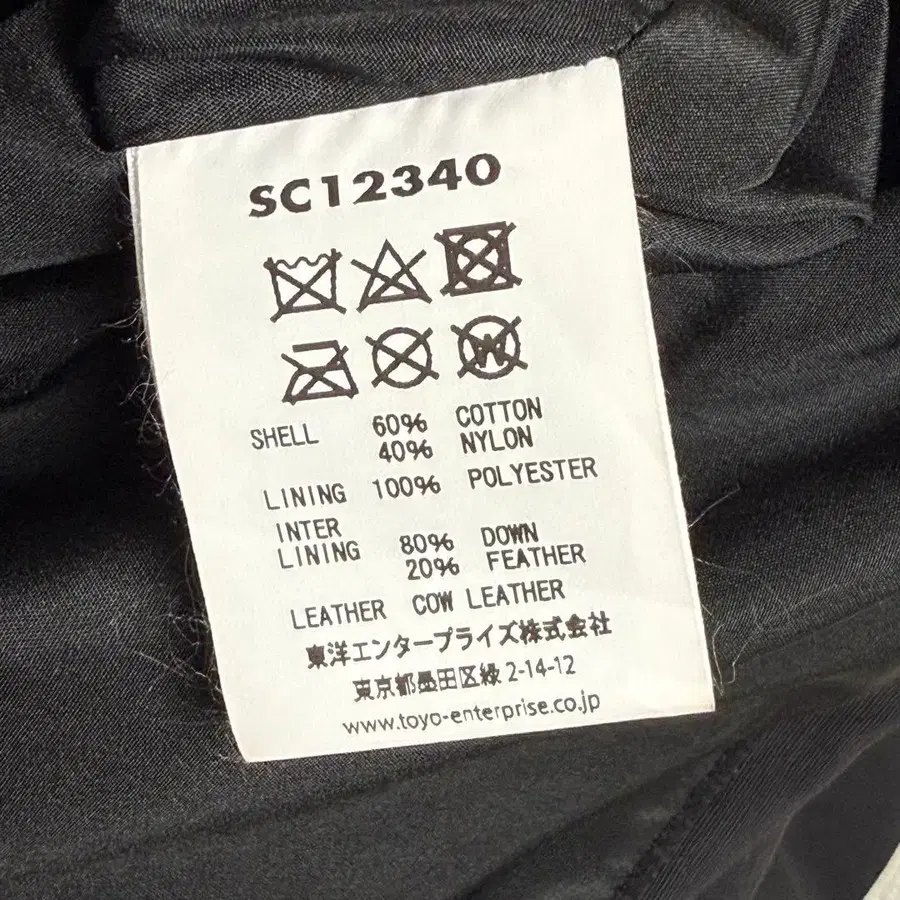 SC12340
W
SHELL 60% COTTON
40% NYLON
LINING 100% POLYESTER
INTER
LINING 80% DOWN
20% FEATHER
LEATHER COW LEATHER
東洋エンタープライズ株式会社
東京都墨田区緑 2-14-12
www.toyo-enterprise.co.jp